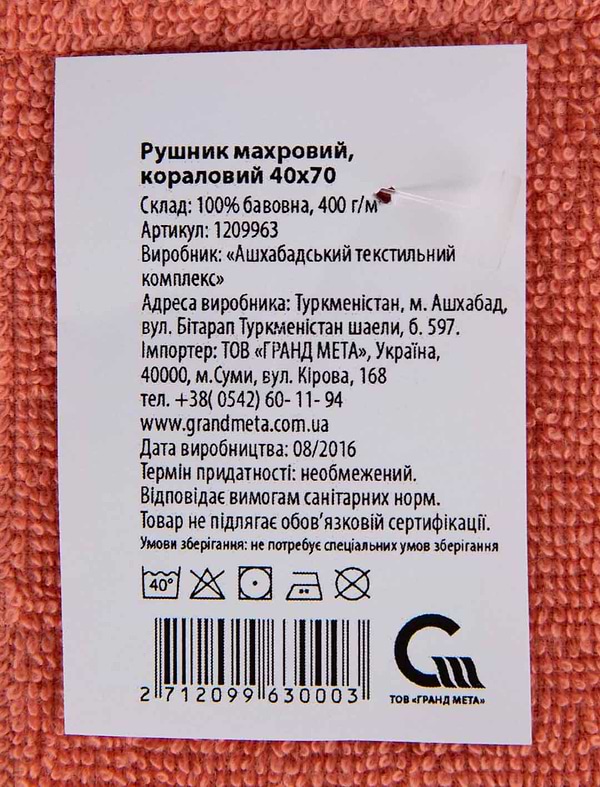 Рушник махровий,
кораловий 40х70
Склад: 100% бавовна, 400 г/м
Артикул: 1209963
Виробник: «Ашхабадський текстильний
комплекс»
Адреса виробника: Туркменістан, м. Ашхабад,
вул. Бітарап Туркменістан шаели, б. 597.
Імпортер: ТОВ «ГРАНД МЕТА», Україна,
40000, м.Суми, вул. Кірова, 168
тел. +38( 0542) 60- 11- 94
www.grandmeta.com.ua
Дата виробництва: 08/2016
Термін придатності: необмежений.
Відповідає вимогам санітарних норм.
Товар не підлягає обов’язковій сертифікації.
Умови зберігання: не потребує спеціальних умов зберігання
40°
2 712099 630003
ТОВ «ГРАНД МЕТА»